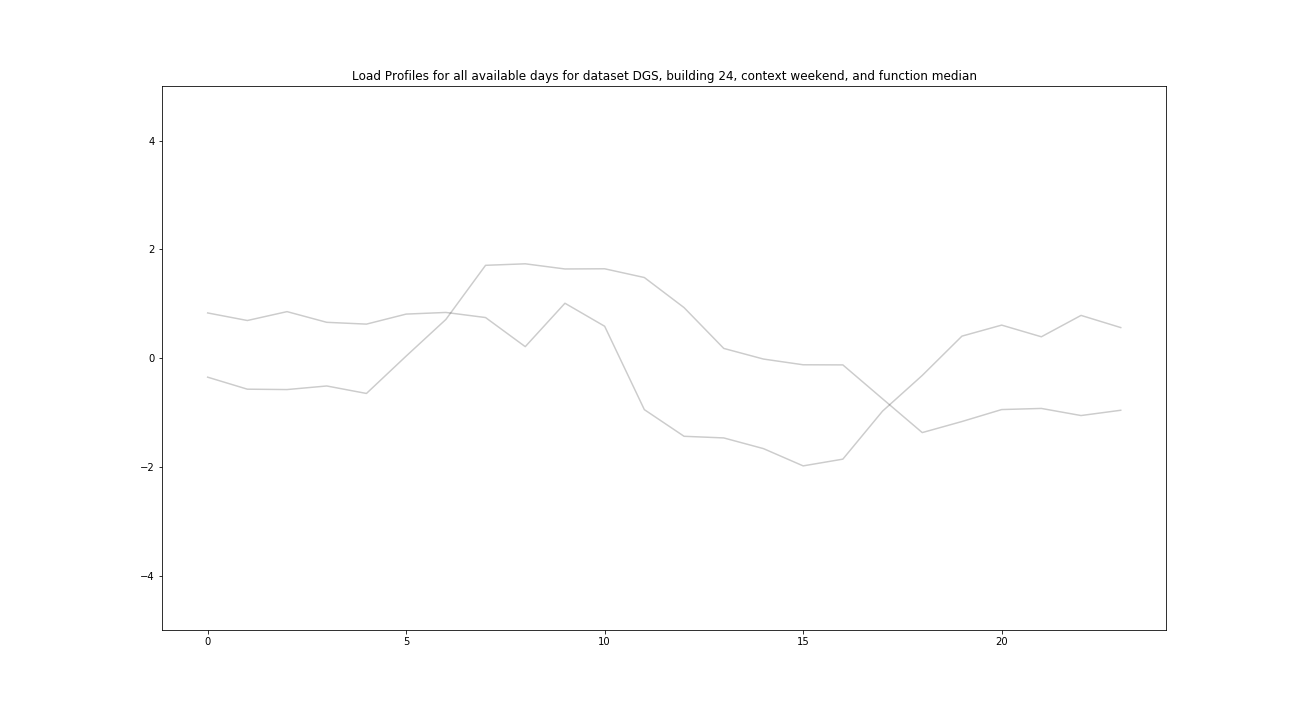 Load Profiles for all available days for dataset DGS, building 24, context weekend, and function median
4
2
0
−2
−4
0 5 10 15 20